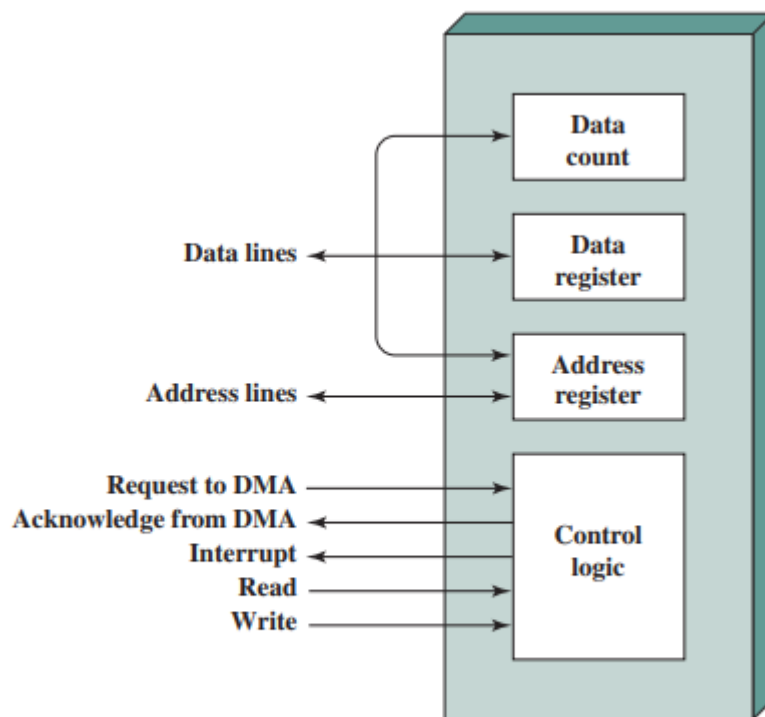 Data
count
Data lines
Data
register
Address lines
Address
register
Request to DMA
Acknowledge from DMA
Interrupt
Read
Write
Control
logic